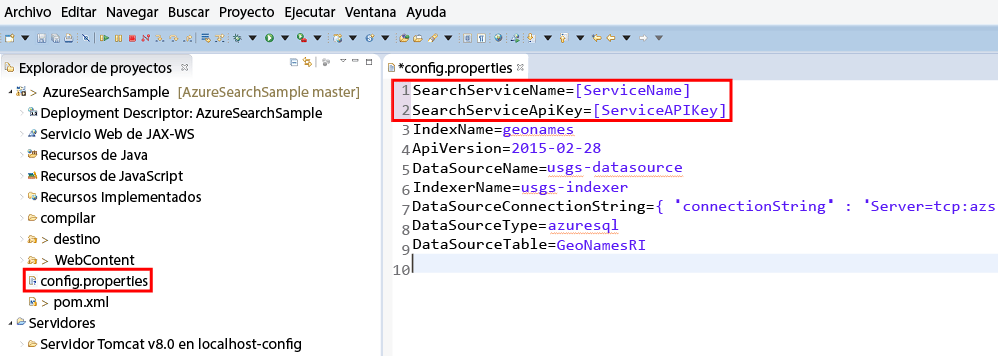 Archivo Editar Navegar Buscar Proyecto Ejecutar Ventana Ayuda
Explorador de proyectos
> AzureSearchSample [AzureSearchSample master]
Deployment Descriptor: AzureSearchSample
Servicio Web de JAX-WS
Recursos de Java
Recursos de JavaScript
Recursos Implementados
compilar
> destino
> WebContent
config.properties
> pom.xml
Servidores
Servidor Tomcat v8.0 en localhost-config
*config.properties
1 SearchServiceName=[ServiceName]
2 SearchServiceApiKey=[ServiceAPIKey]
3 IndexName=geonames
4 ApiVersion=2015-02-28
5 DataSourceName=usgs-datasource
6 IndexerName=usgs-indexer
7 DataSourceConnectionString={ 'connectionString' : 'Server=tcp:azs
8 DataSourceType=azuresql
9 DataSourceTable=GeoNamesRI
10